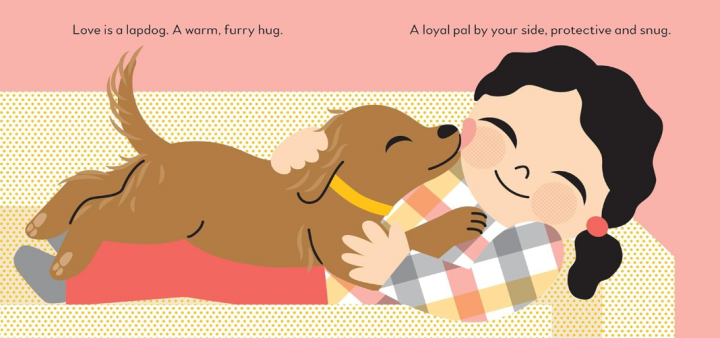 Love is a lapdog. A warm, furry hug.
A loyal pal by your side, protective and snug.